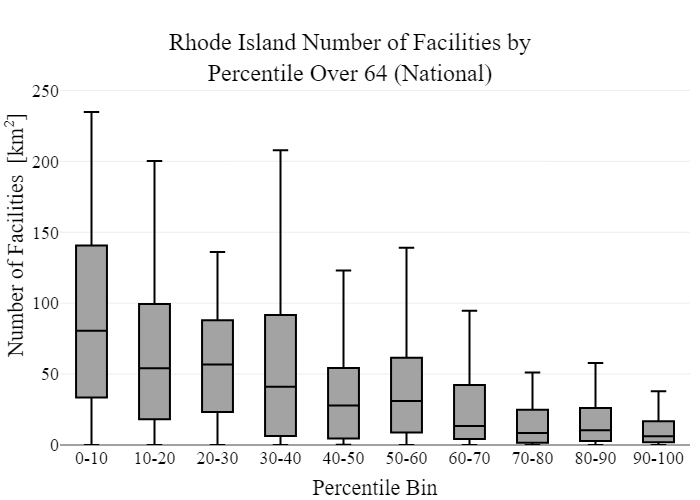 Rhode Island Number of Facilities by
Percentile Over 64 (National)
Number of Facilities [km²]
250
200
150
100
50
0
0-10 10-20 20-30 30-40 40-50 50-60 60-70 70-80 80-90 90-100
Percentile Bin